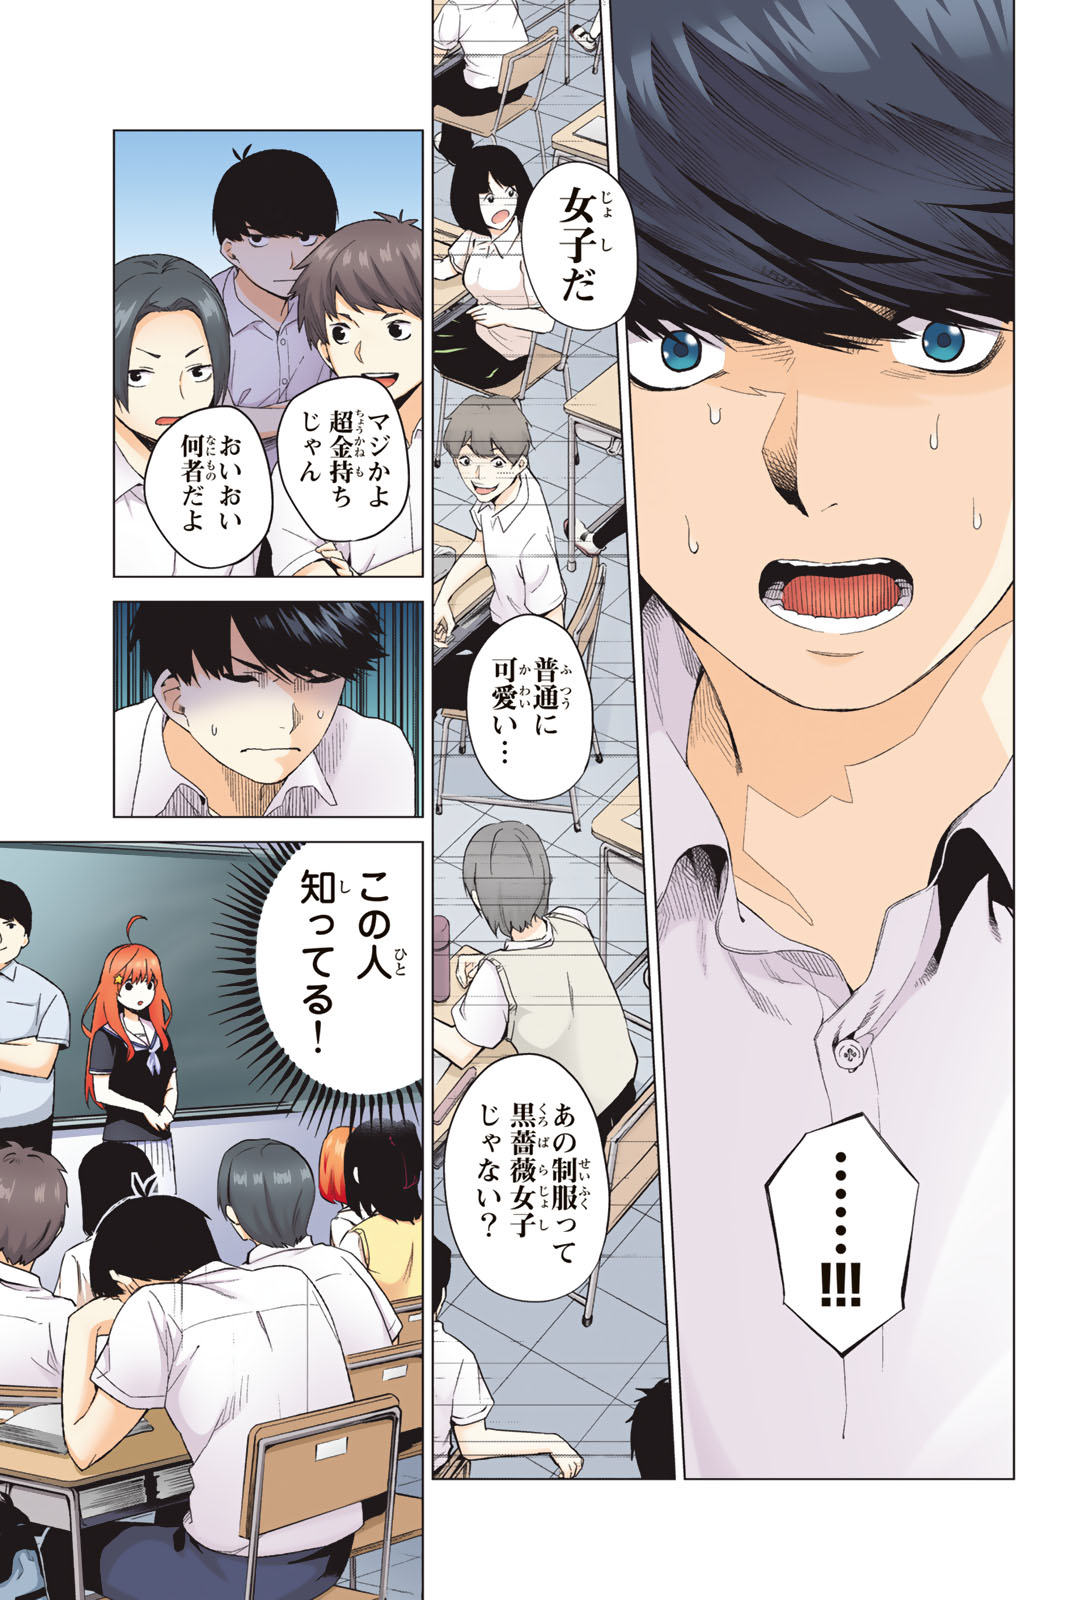 ……!!!
女子だ
普通に
可愛い…
あの制服って
黒薔薇女子
じゃない？
マジかよ
超金持ち
じゃん
おいおい
何者だよ
この人
知ってる！